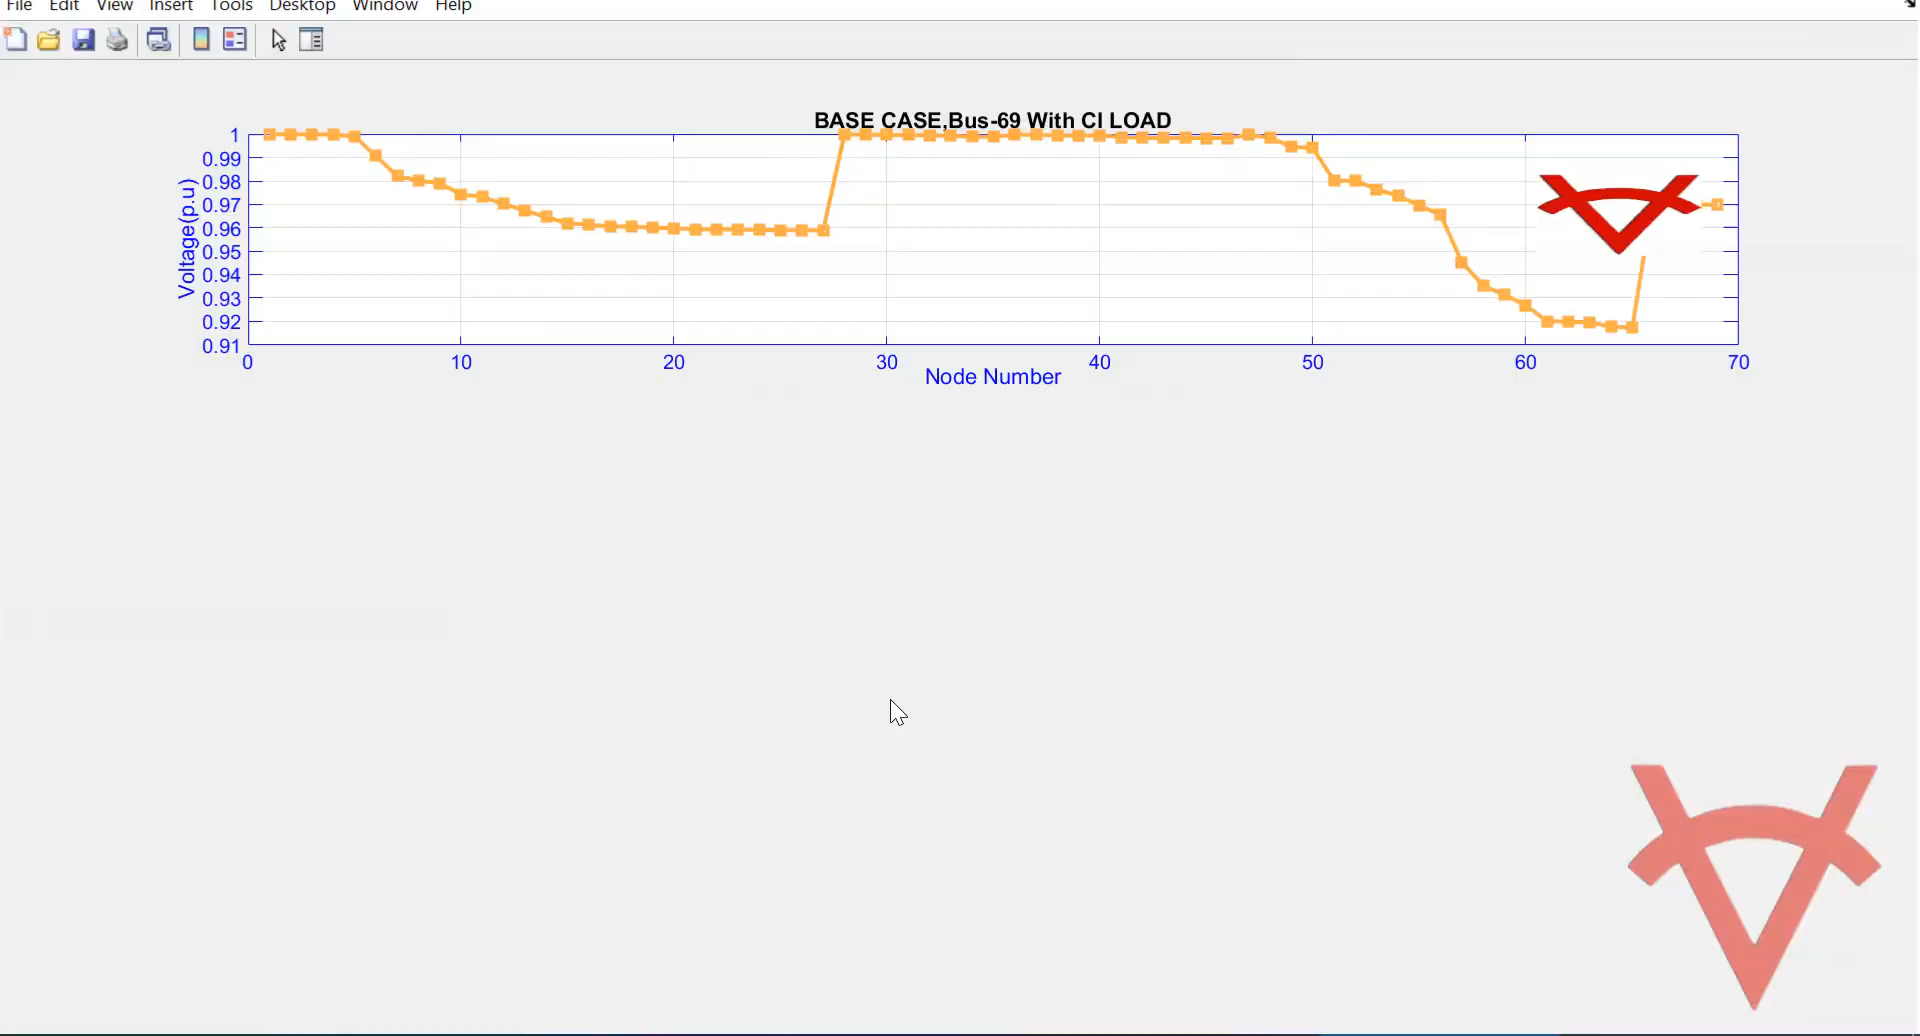 File Edit View Insert Tools Desktop Window Help
BASE CASE,Bus-69 With CI LOAD
Voltage(p.u)
1
0.99
0.98
0.97
0.96
0.95
0.94
0.93
0.92
0.91
0 10 20 30 40 50 60 70
Node Number